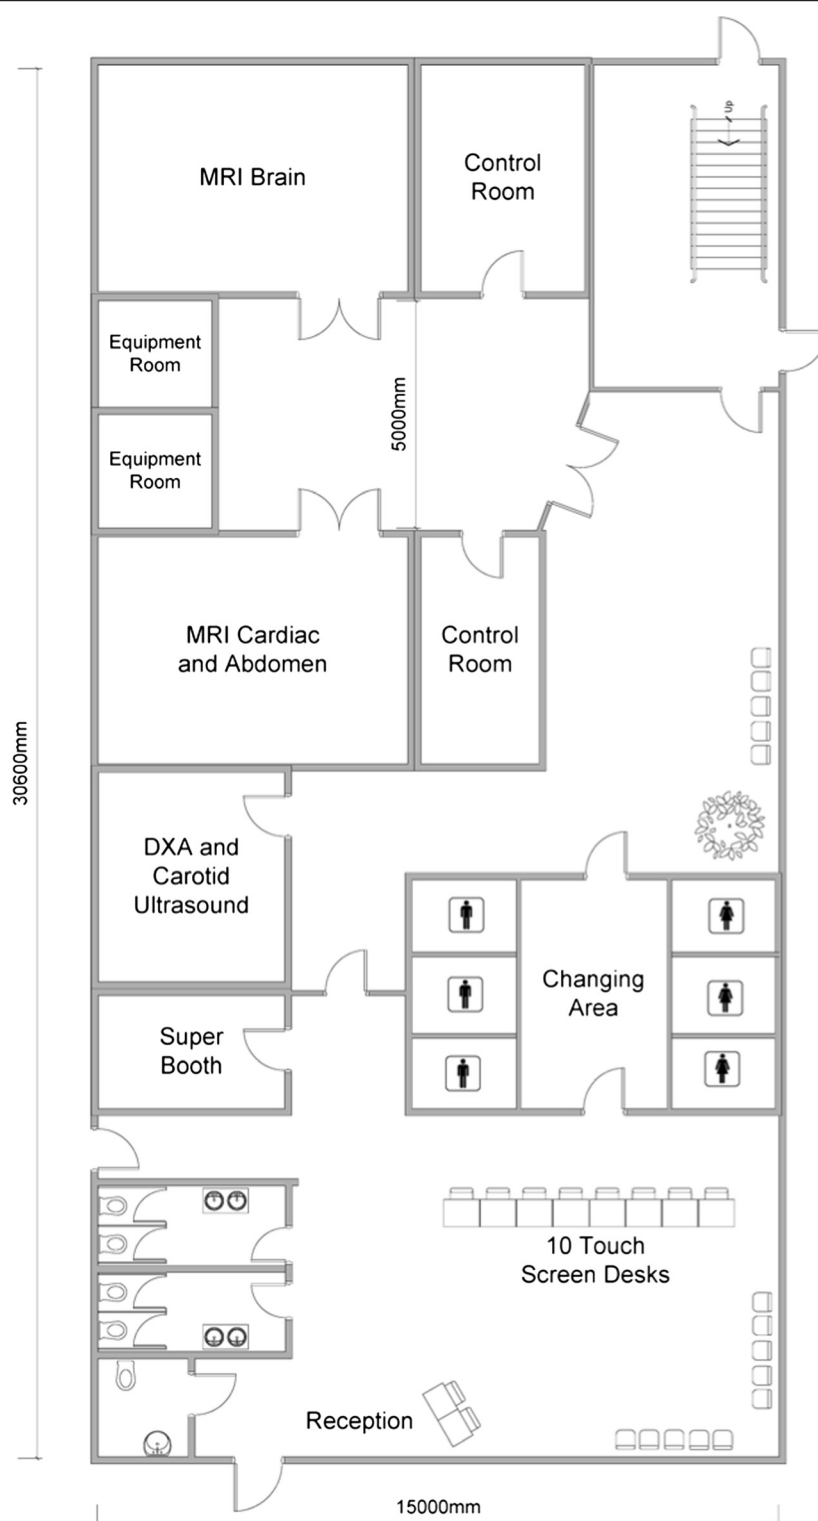 Up
MRI Brain
Control
Room
Equipment
Room
5000mm
Equipment
Room
MRI Cardiac
and Abdomen
Control
Room
30600mm
DXA and
Carotid
Ultrasound
Changing
Area
Super
Booth
10 Touch
Screen Desks
Reception
15000mm